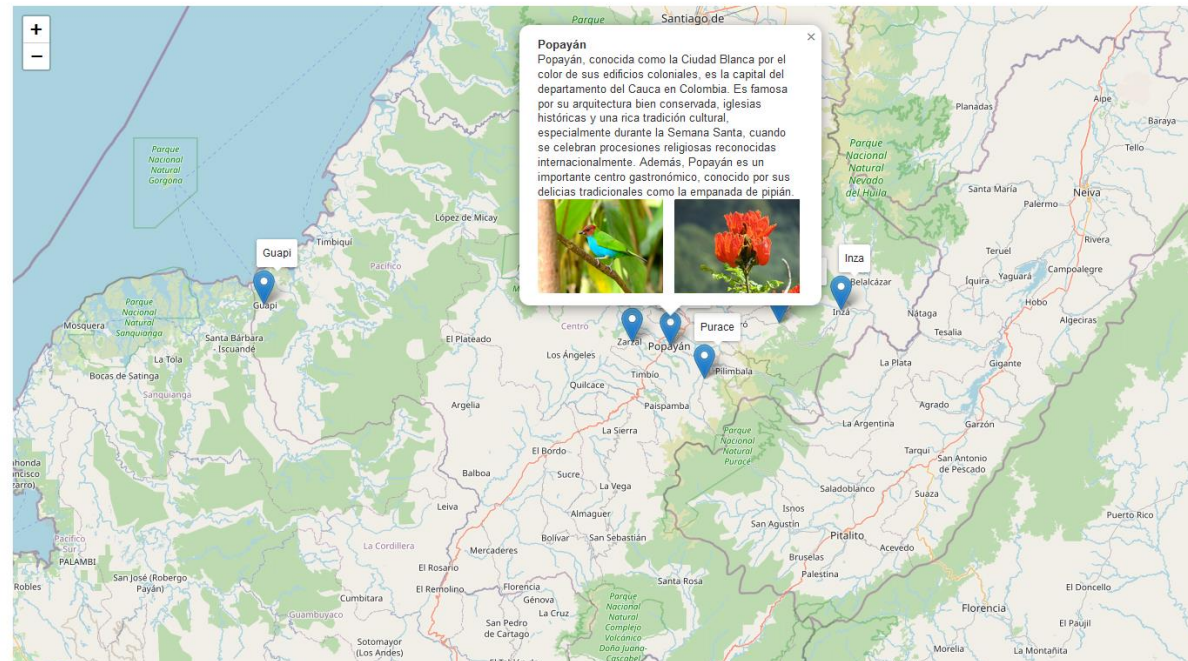 +
−
Parque
Santiago de
×
Popayán
Popayán, conocida como la Ciudad Blanca por el
color de sus edificios coloniales, es la capital del
departamento del Cauca en Colombia. Es famosa
por su arquitectura bien conservada, iglesias
históricas y una rica tradición cultural,
especialmente durante la Semana Santa, cuando
se celebran procesiones religiosas reconocidas
internacionalmente. Además, Popayán es un
importante centro gastronómico, conocido por sus
delicias tradicionales como la empanada de pipián.
Planadas
Aipe
Baraya
Tello
Parque
Nacional
Natural
Gorgona
Parque
Nacional
Natural
Nevado
del Huila
Santa María
Neiva
Palermo
López de Micay
Timbiquí
Rivera
Guapi
Inza
Teruel
Pacífico
Yaguará
Campoalegre
Íquira
Belalcázar
Hobo
Parque
Nacional
Natural
Sanquianga
Guapí
Inzá
Nátaga
Algeciras
Mosquera
Centro
Purace
Tesalia
Santa Bárbara
- Iscuandé
El Plateado
Zarzal
Popayán
Los Ángeles
La Tola
La Plata
Gigante
Bocas de Satinga
Timbío
Pilimbala
Quilcace
Sanquianga
Argelia
Paispamba
Agrado
La Argentina
Garzón
La Sierra
Parque
Nacional
Natural
Puracé
El Bordo
Tarqui
San Antonio
de Pescado
Balboa
Sucre
La Vega
Saladoblanco
Suaza
Leiva
Almaguer
Isnos
San Agustín
Puerto Rico
Pacífico
Sur
La Cordillera
Bolívar
San Sebastián
Pitalito
Acevedo
PALAMBI
Mercaderes
Bruselas
El Rosario
Palestina
San José (Robergo
Payán)
Robles
El Remolino
Florencia
Santa Rosa
El Doncello
Cumbitara
Génova
Parque
Nacional
Natural
Complejo
Volcánico
Doña Juana-
Cascabel
Florencia
Guambuyaco
La Cruz
San Pedro
de Cartago
El Paujil
Sotomayor
(Los Andes)
Morelia
La Montañita